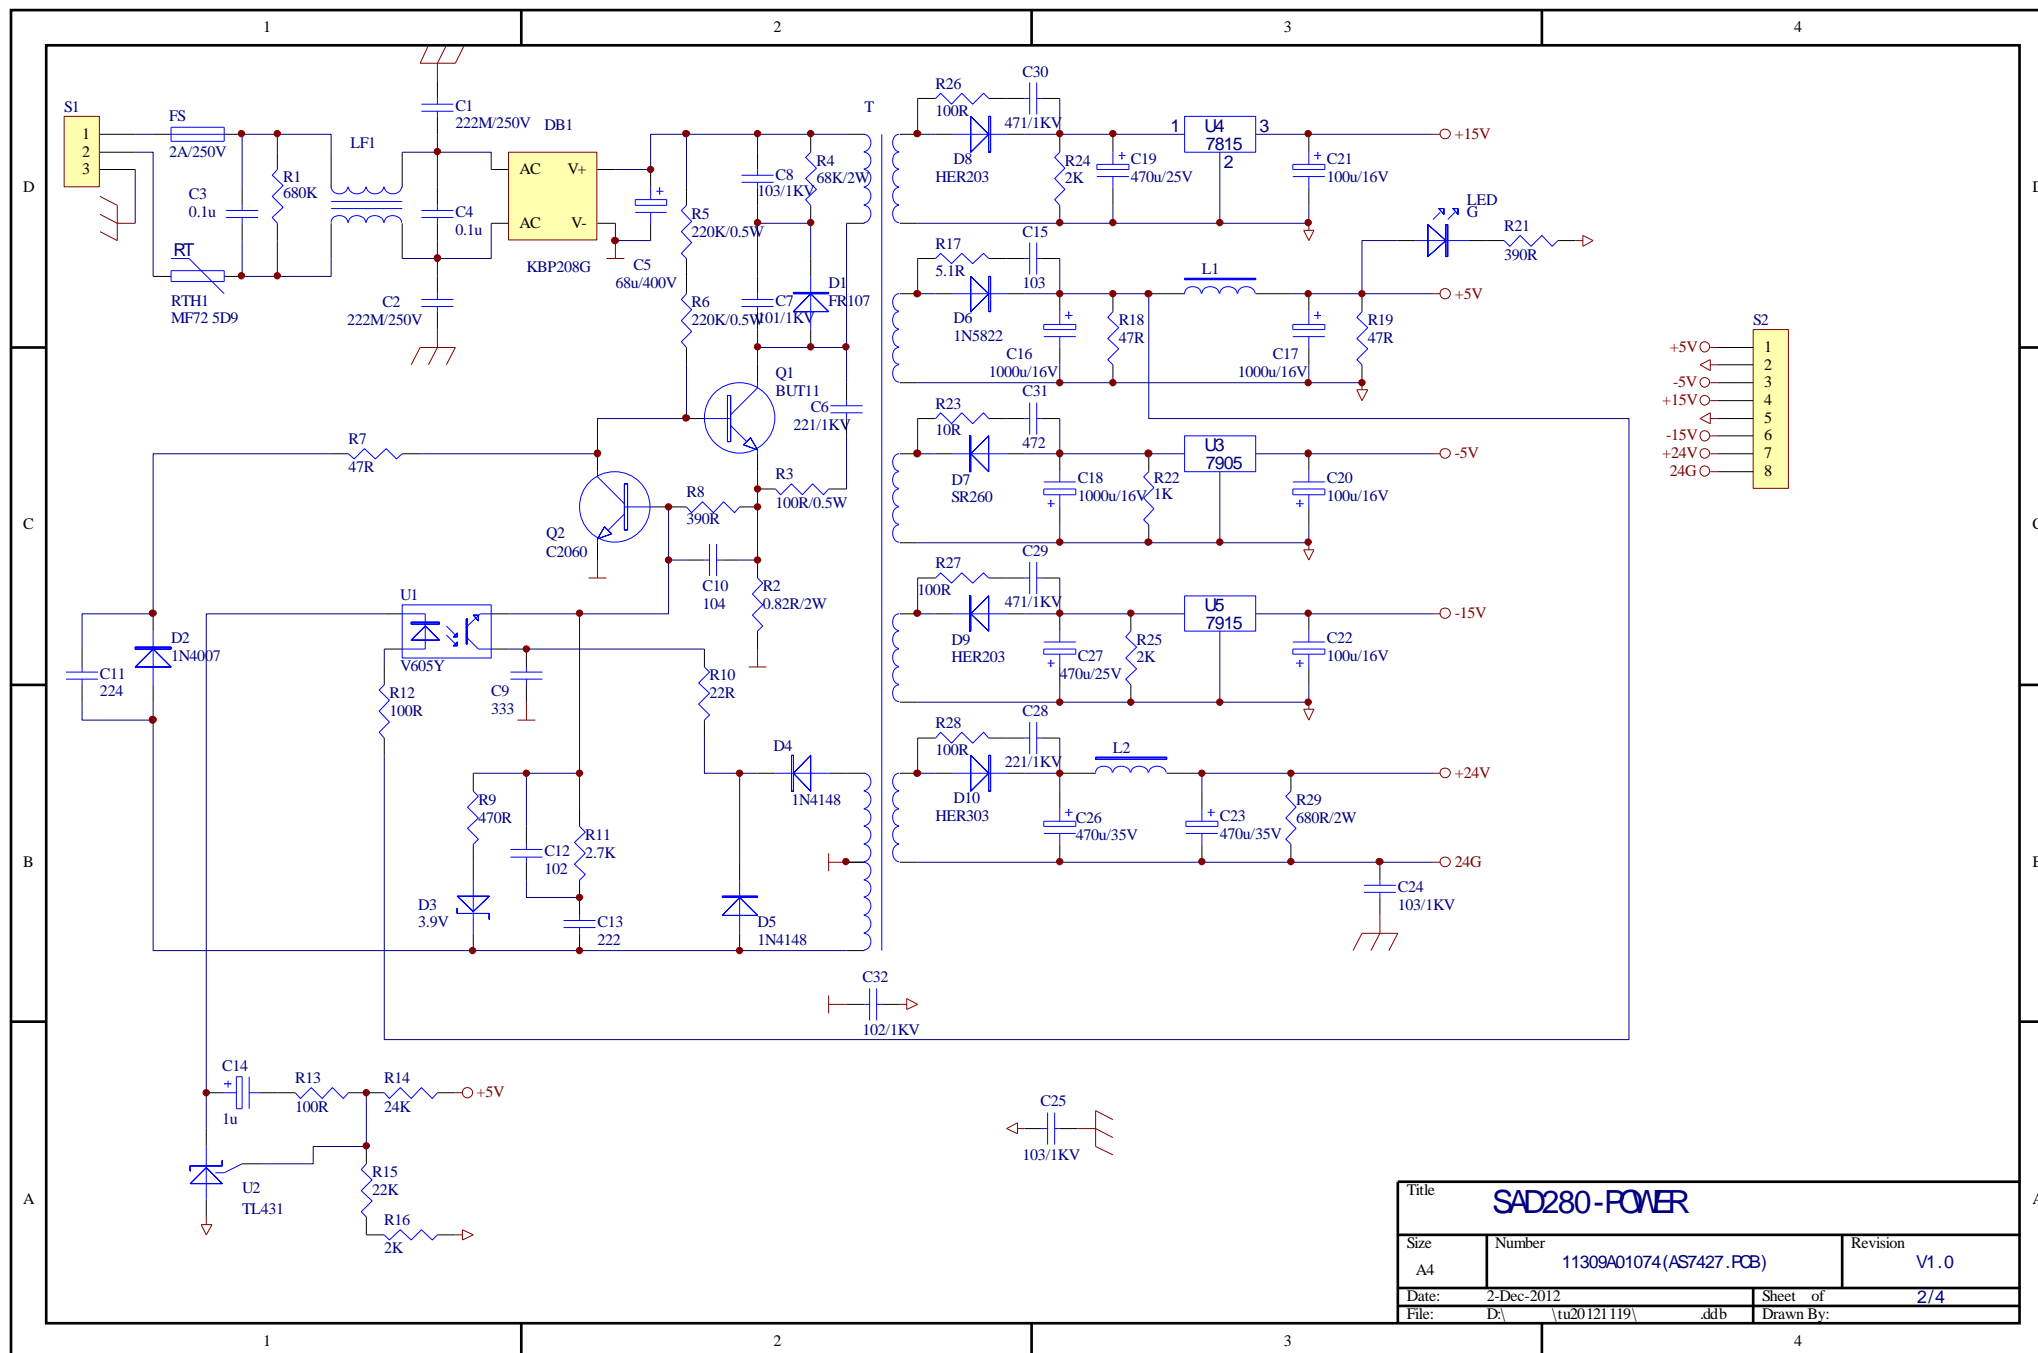 1 2 3 4
D
S1
1
2
3
FS
2A/250V
C3
0.1u
R1
680K
RT
RTH1
MF72 5D9
LF1
C1
222M/250V
C4
0.1u
C2
222M/250V
DB1
AC V+
AC V-
KBP208G
C5
68u/400V
R5
220K/0.5W
R6
220K/0.5W
C8
103/1KV
R4
68K/2W
C7
101/1KV
D1
FR107
T
R26
100R
C30
471/1KV
D8
HER203
R24
2K
C19
470u/25V
1
U4
7815
3
2
C21
100u/16V
+15V
LED
G
R21
390R
R17
5.1R
C15
103
D6
1N5822
C16
1000u/16V
R18
47R
L1
C17
1000u/16V
R19
47R
+5V
S2
+5V 1
2
-5V 3
+15V 4
5
-15V 6
+24V 7
24G 8
C
Q1
BUT11
C6
221/1KV
R7
47R
R3
100R/0.5W
R8
390R
Q2
C2060
C10
104
R2
0.82R/2W
R23
10R
C31
472
D7
SR260
C18
1000u/16V
R22
1K
U3
7905
C20
100u/16V
-5V
U1
V605Y
D2
1N4007
C11
224
R12
100R
C9
333
R10
22R
R27
100R
C29
471/1KV
D9
HER203
C27
470u/25V
R25
2K
U5
7915
C22
100u/16V
-15V
B
D4
1N4148
R9
470R
C12
102
R11
2.7K
D3
3.9V
C13
222
D5
1N4148
R28
100R
C28
221/1KV
D10
HER303
C26
470u/35V
L2
C23
470u/35V
R29
680R/2W
+24V
24G
C24
103/1KV
C32
102/1KV
A
C14
1u
R13
100R
R14
24K
+5V
U2
TL431
R15
22K
R16
2K
C25
103/1KV
Title
SAD280-POWER
Size
A4
Number
11309A01074(AS7427.PCB)
Revision
V1.0
Date: 2-Dec-2012 Sheet of 2/4
File: D:\ \tu20121119\ .ddb Drawn By:
1 2 3 4